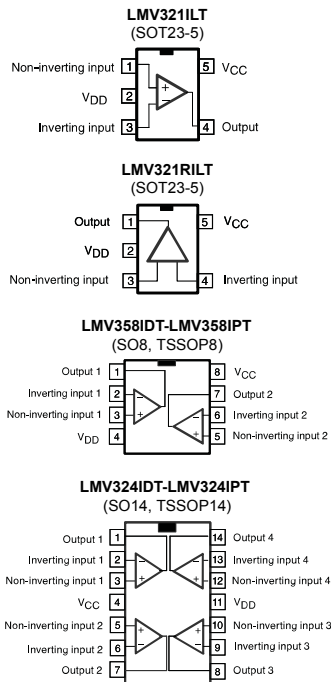 LMV321ILT
(SOT23-5)
Non-inverting input 1 5 VCC
+
VDD 2
−
Inverting input 3 4 Output
LMV321RILT
(SOT23-5)
Output 1 5 VCC
VDD 2
Non-inverting input 3 4 Inverting input
LMV358IDT-LMV358IPT
(SO8, TSSOP8)
Output 1 1 8 VCC
Inverting input 1 2 − 7 Output 2
Non-inverting input 1 3 + − 6 Inverting input 2
VDD 4 + 5 Non-inverting input 2
LMV324IDT-LMV324IPT
(SO14, TSSOP14)
Output 1 1 14 Output 4
Inverting input 1 2 − − 13 Inverting input 4
Non-inverting input 1 3 + + 12 Non-inverting input 4
VCC 4 11 VDD
Non-inverting input 2 5 + + 10 Non-inverting input 3
Inverting input 2 6 − − 9 Inverting input 3
Output 2 7 8 Output 3